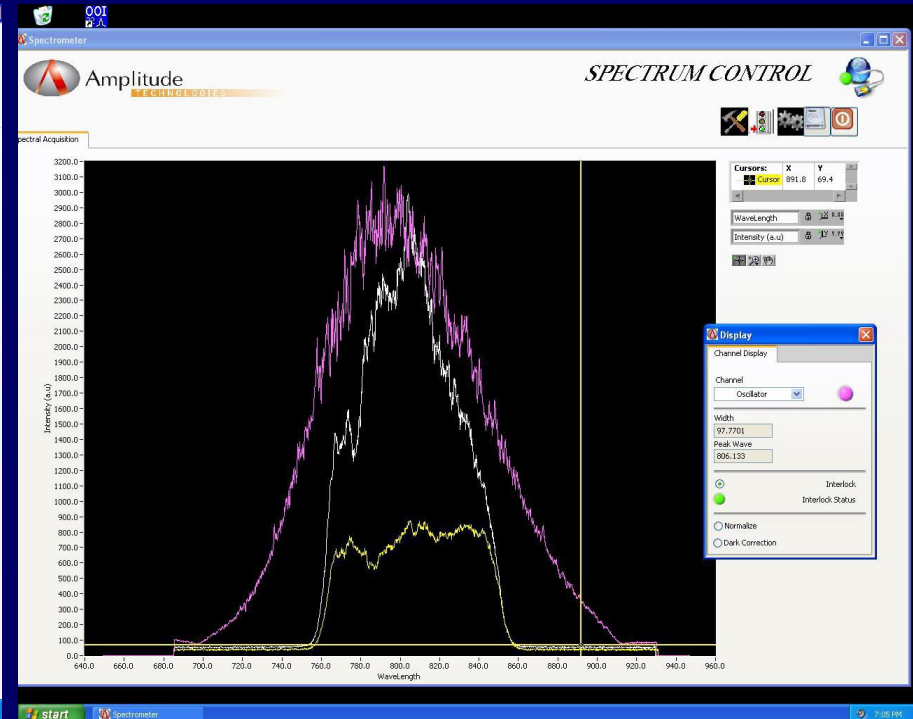 OOI
Spectrometer
Amplitude
TECHNOLOGIES
SPECTRUM CONTROL
pectral Acquisition
Cursors: X Y
Cursor 891.8 69.4
WaveLength
Intensity (a.u)
3200.0
3100.0
3000.0
2900.0
2800.0
2700.0
2600.0
2500.0
2400.0
2300.0
2200.0
2100.0
2000.0
1900.0
1800.0
1700.0
1600.0
1500.0
1400.0
1300.0
1200.0
1100.0
1000.0
900.0
800.0
700.0
600.0
500.0
400.0
300.0
200.0
100.0
0.0
Intensity (a.u)
640.0 660.0 680.0 700.0 720.0 740.0 760.0 780.0 800.0 820.0 840.0 860.0 880.0 900.0 920.0 940.0 960.0
WaveLength
Display
Channel Display
Channel
Oscillator
Width
97.7701
Peak Wave
806.133
Interlock
Interlock Status
Normalize
Dark Correction
start
Spectrometer
7:05 PM